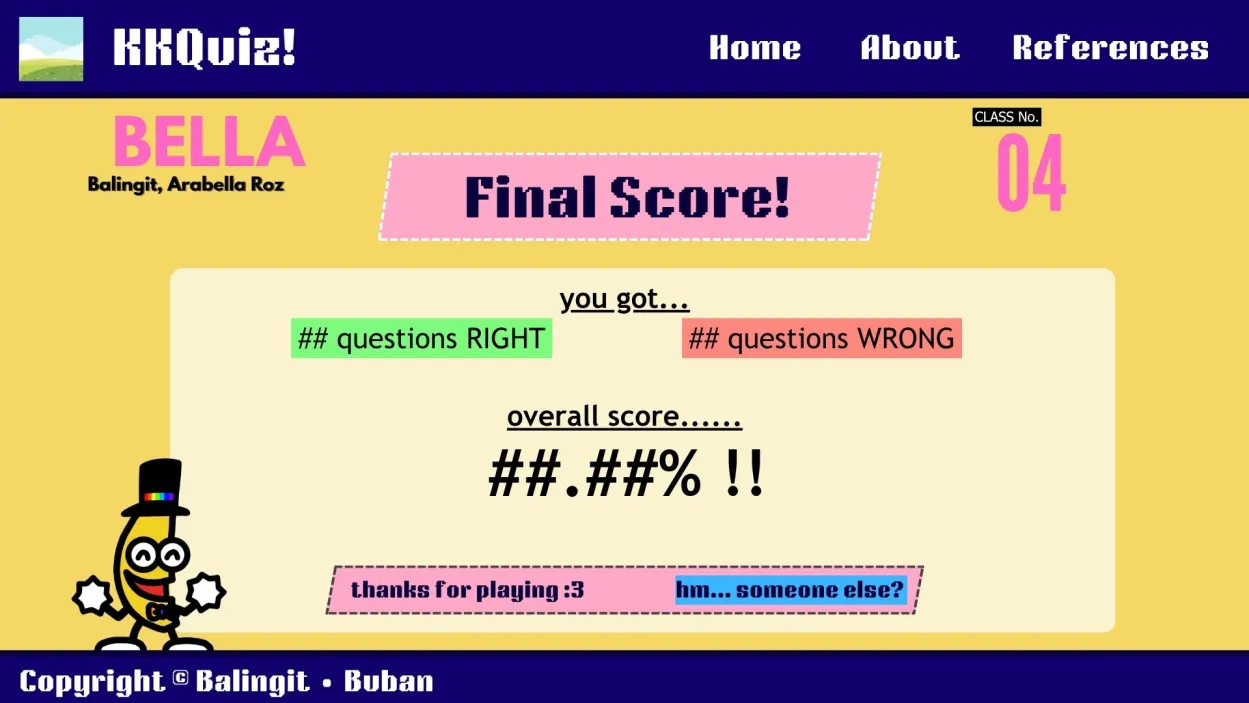 KKQuiz!
Home About References
BELLA
Balingit, Arabella Roz
CLASS No.
04
Final Score!
you got...
## questions RIGHT ## questions WRONG
overall score......
##.##% !!
thanks for playing :3 hm... someone else?
Copyright © Balingit • Buban